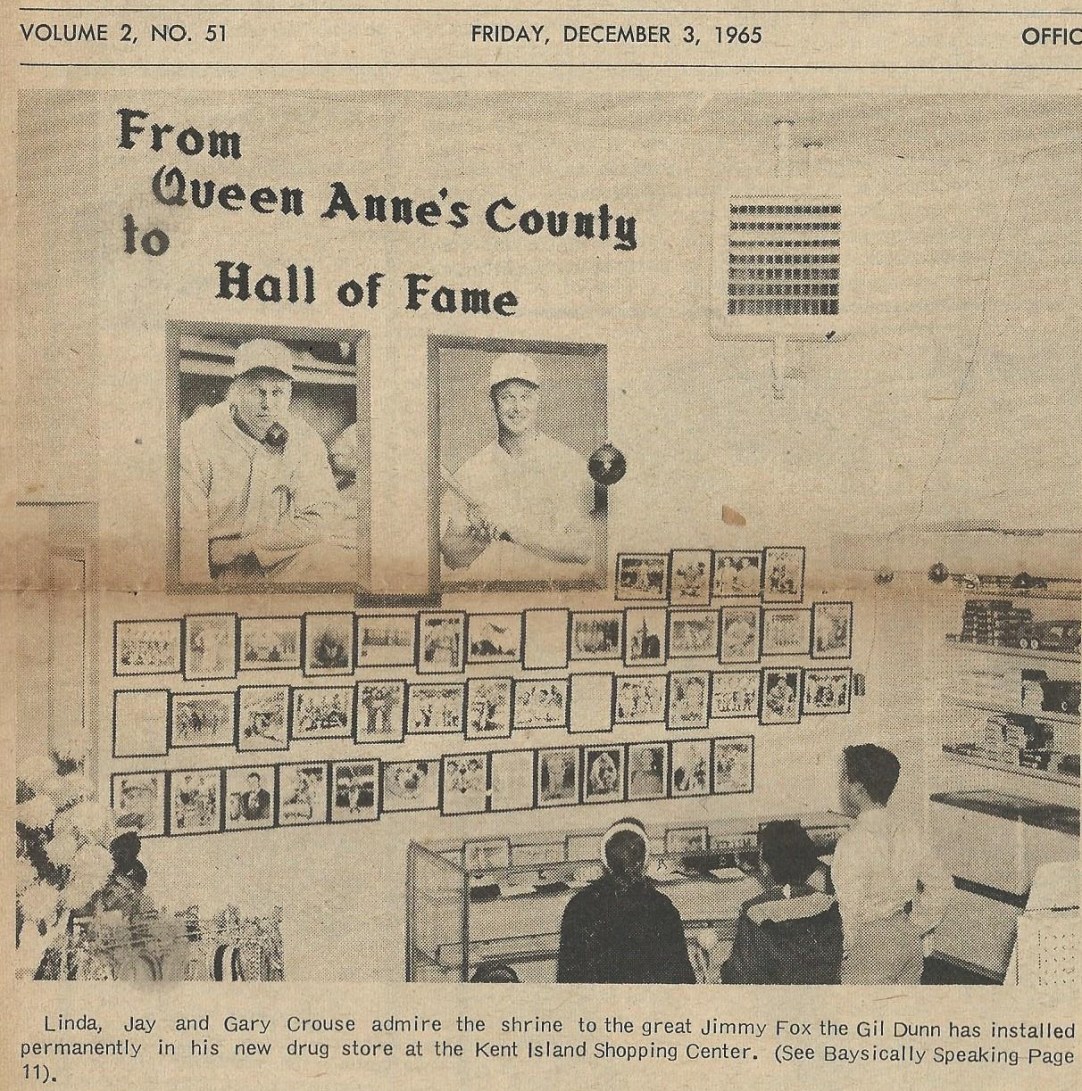 VOLUME 2, NO. 51 FRIDAY, DECEMBER 3, 1965 OFFIC
From
Queen Anne's County
to
Hall of Fame
Linda, Jay and Gary Crouse admire the shrine to the great Jimmy Fox the Gil Dunn has installed
permanently in his new drug store at the Kent Island Shopping Center. (See Baysically Speaking Page
11).